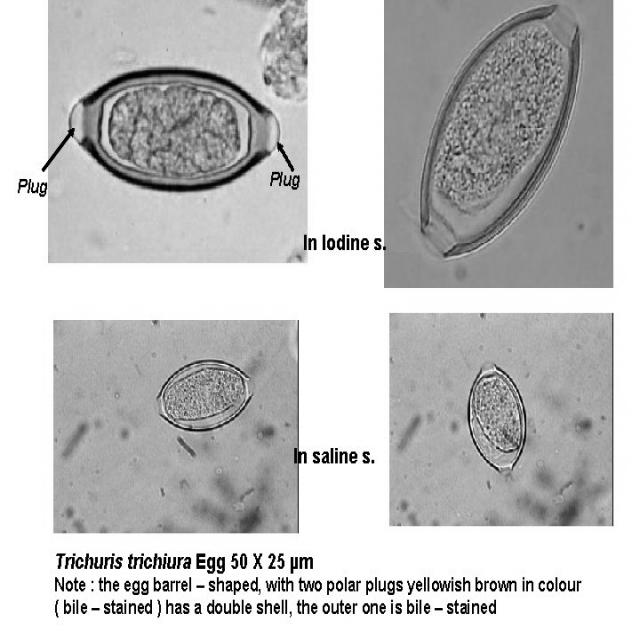 Plug
Plug
In Iodine s.
In saline s.
Trichuris trichiura Egg 50 X 25 µm
Note : the egg barrel – shaped, with two polar plugs yellowish brown in colour
( bile – stained ) has a double shell, the outer one is bile – stained